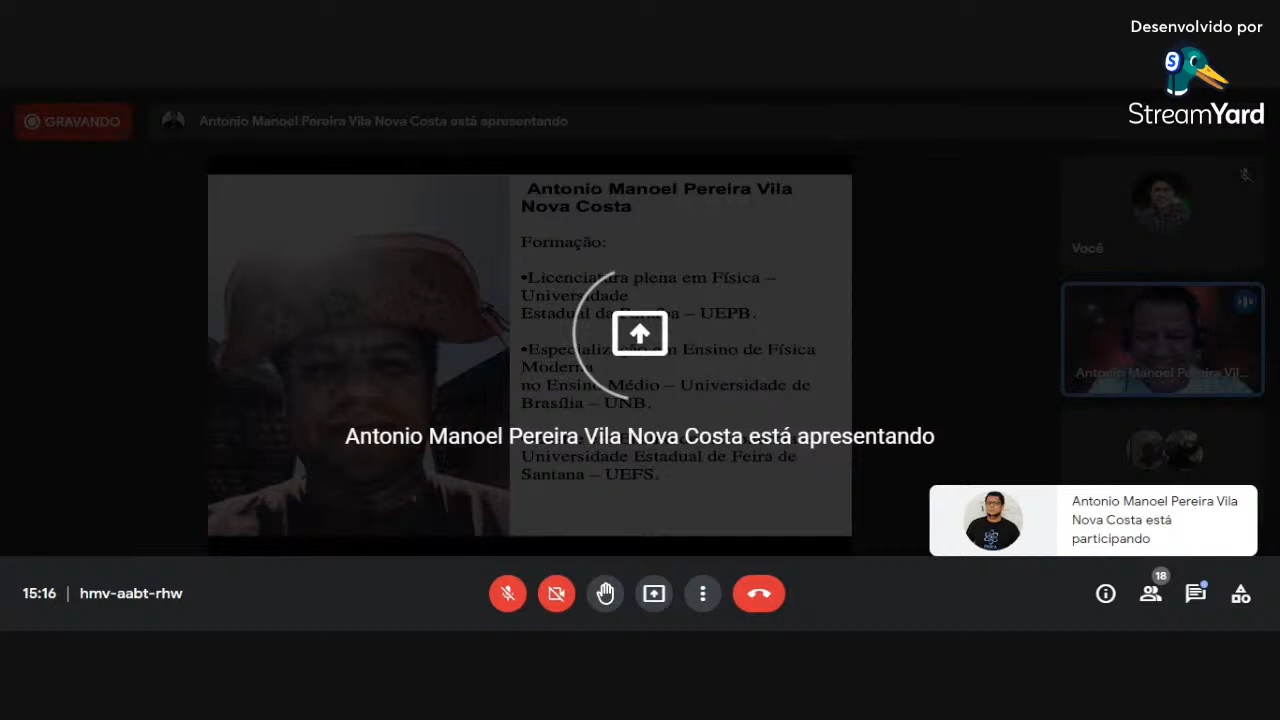 Desenvolvido por
StreamYard
GRAVANDO
Antonio Manoel Pereira Vila Nova Costa está apresentando
Antonio Manoel Pereira Vila
Nova Costa
Formação:
•Licenciatura plena em Física –
Universidade
Estadual da Paraíba – UEPB.
•Especialização em Ensino de Física
Moderna
no Ensino Médio – Universidade de
Brasília – UNB.
Universidade Estadual de Feira de
Santana – UEFS.
Você
Antonio Manoel Pereira Vil...
Antonio Manoel Pereira Vila Nova Costa está apresentando
Antonio Manoel Pereira Vila
Nova Costa está
participando
15:16 | hmv-aabt-rhw
18